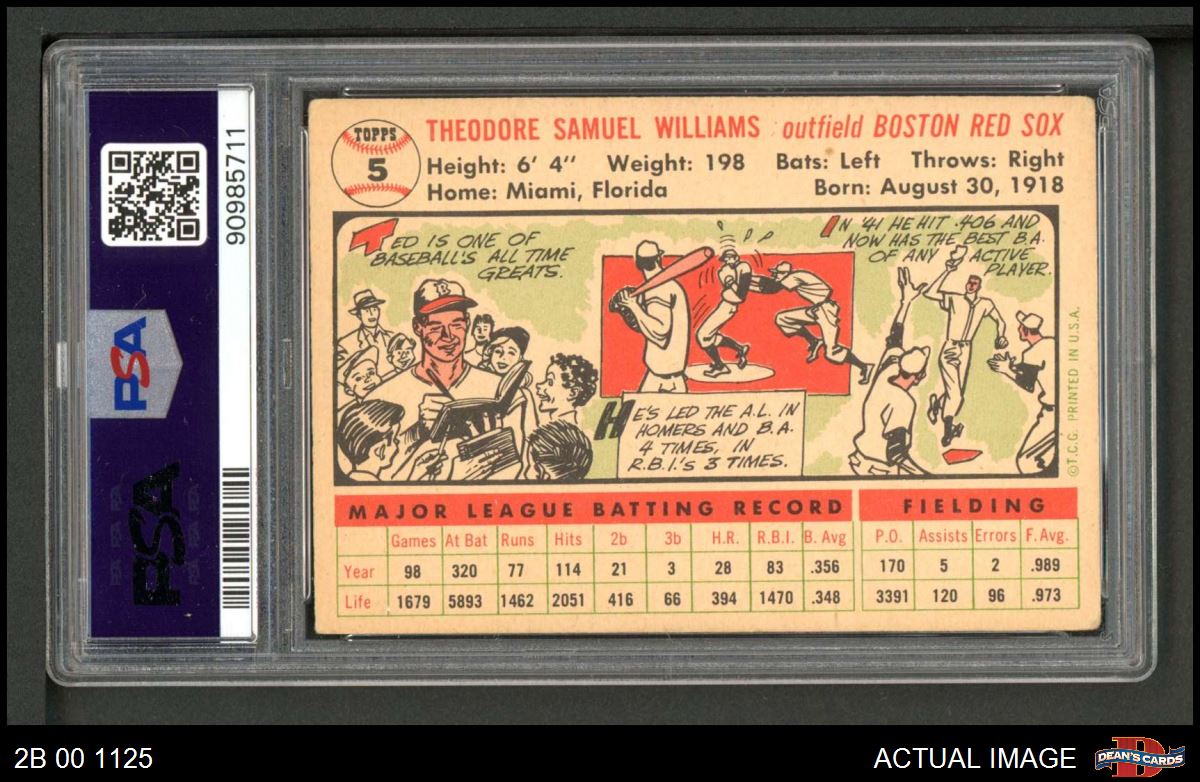 90985711
PSA
PSA
PSA
TOPPS
5
THEODORE SAMUEL WILLIAMS outfield BOSTON RED SOX
Height: 6' 4'' Weight: 198 Bats: Left Throws: Right
Home: Miami, Florida Born: August 30, 1918
TED IS ONE OF
BASEBALL'S ALL TIME
GREATS.
B
HE'S LED THE A.L. IN
HOMERS AND B.A.
4 TIMES, IN
R.B.I.'S 3 TIMES.
IN '41 HE HIT .406 AND
NOW HAS THE BEST B.A.
OF ANY ACTIVE
PLAYER.
©T.C.G. PRINTED IN U.S.A.
MAJOR LEAGUE BATTING RECORD FIELDING
Games At Bat Runs Hits 2b 3b H.R. R.B.I. B. Avg P.O. Assists Errors F. Avg.
Year 98 320 77 114 21 3 28 83 .356 170 5 2 .989
Life 1679 5893 1462 2051 416 66 394 1470 .348 3391 120 96 .973
2B 00 1125
ACTUAL IMAGE
D
DEAN'S CARDS